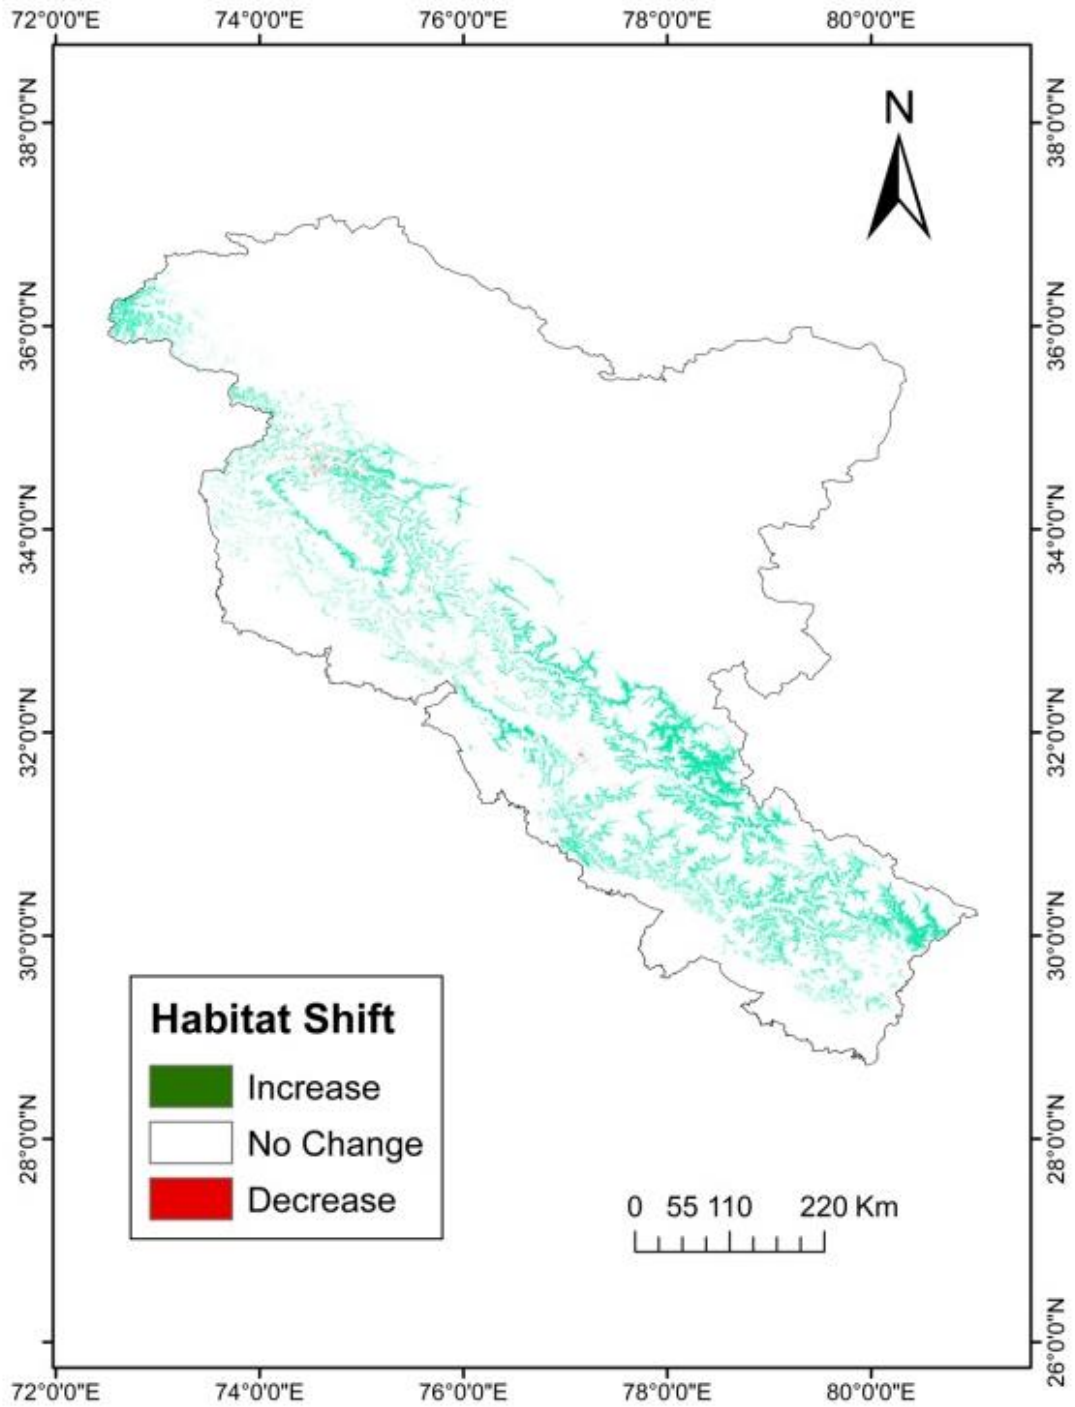 72°0'0"E 74°0'0"E 76°0'0"E 78°0'0"E 80°0'0"E
N
38°0'0"N 38°0'0"N
36°0'0"N 36°0'0"N
34°0'0"N 34°0'0"N
32°0'0"N 32°0'0"N
30°0'0"N 30°0'0"N
Habitat Shift
Increase
No Change
Decrease
28°0'0"N 28°0'0"N
0 55 110 220 Km
26°0'0"N
72°0'0"E 74°0'0"E 76°0'0"E 78°0'0"E 80°0'0"E